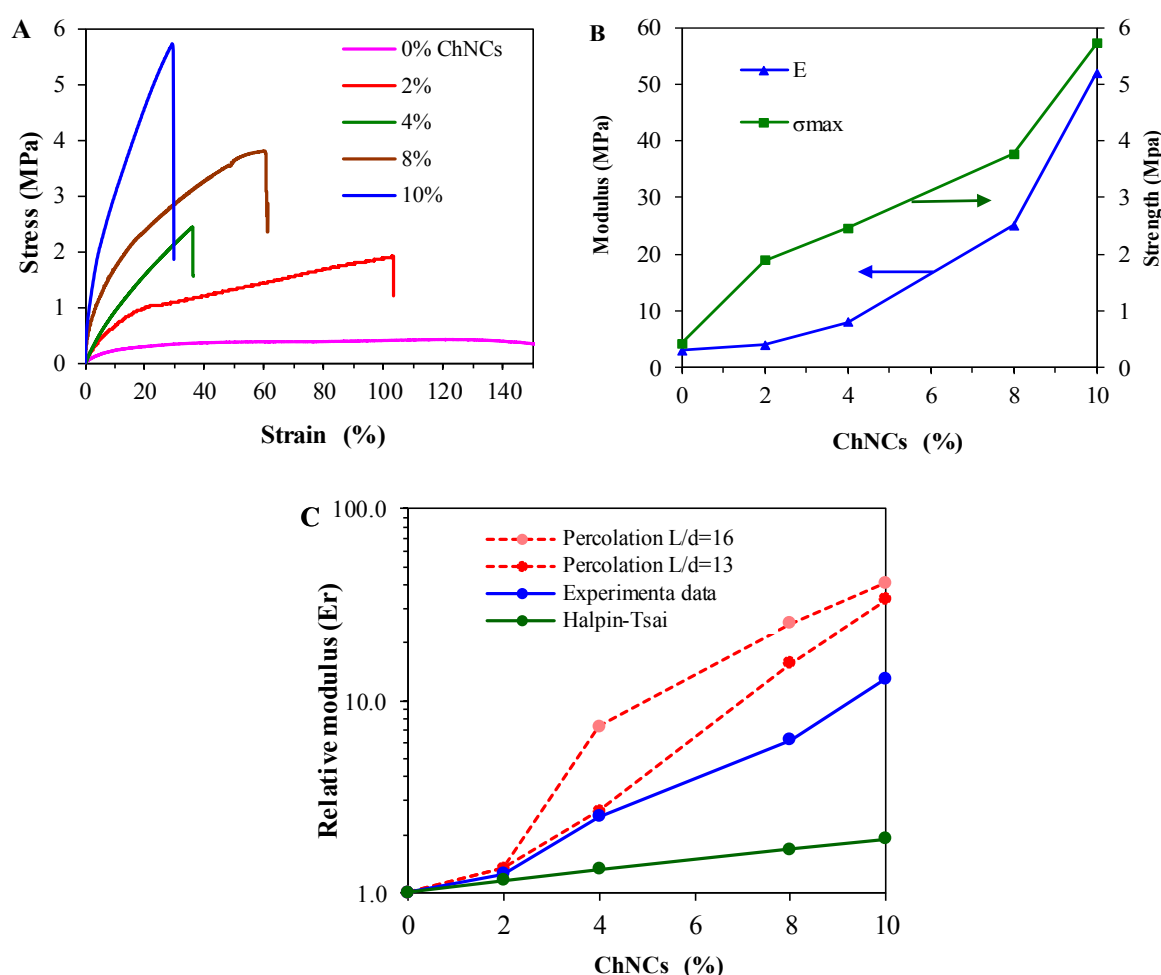 A
Stress (MPa)
6
5
4
3
2
1
0
0 20 40 60 80 100 120 140
Strain (%)
0% ChNCs
2%
4%
8%
10%
B
Modulus (MPa)
60
50
40
30
20
10
0
E
σmax
6
5
4
3
2
1
0
Strength (Mpa)
0 2 4 6 8 10
ChNCs (%)
C
Relative modulus (Er)
100.0
10.0
1.0
Percolation L/d=16
Percolation L/d=13
Experimenta data
Halpin-Tsai
0 2 4 6 8 10
ChNCs (%)